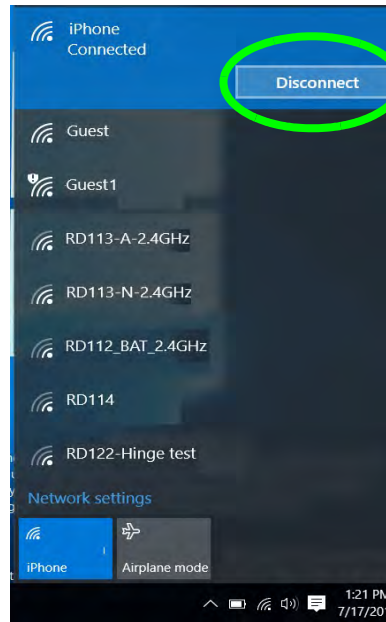 iPhone
Connected
Disconnect
Guest
Guest1
RD113-A-2.4GHz
RD113-N-2.4GHz
RD112_BAT_2.4GHz
RD114
RD122-Hinge test
Network settings
iPhone
Airplane mode
1:21 PM